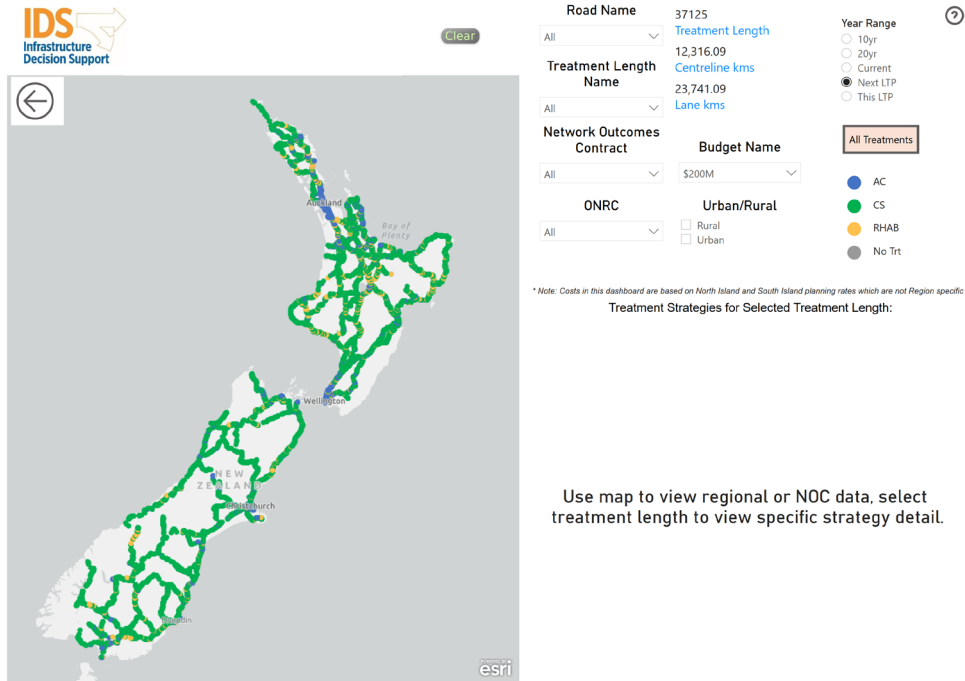 IDS
Infrastructure
Decision Support
Clear
Auckland
Bay of
Plenty
Wellington
NEW
ZEALAND
Christchurch
Dunedin
POWERED BY
esri
Road Name
All
Treatment Length
Name
All
Network Outcomes
Contract
All
ONRC
All
37125
Treatment Length
12,316.09
Centreline kms
23,741.09
Lane kms
Budget Name
$200M
Urban/Rural
Rural
Urban
?
Year Range
10yr
20yr
Current
Next LTP
This LTP
All Treatments
AC
CS
RHAB
No Trt
* Note: Costs in this dashboard are based on North Island and South Island planning rates which are not Region specific
Treatment Strategies for Selected Treatment Length:
Use map to view regional or NOC data, select
treatment length to view specific strategy detail.